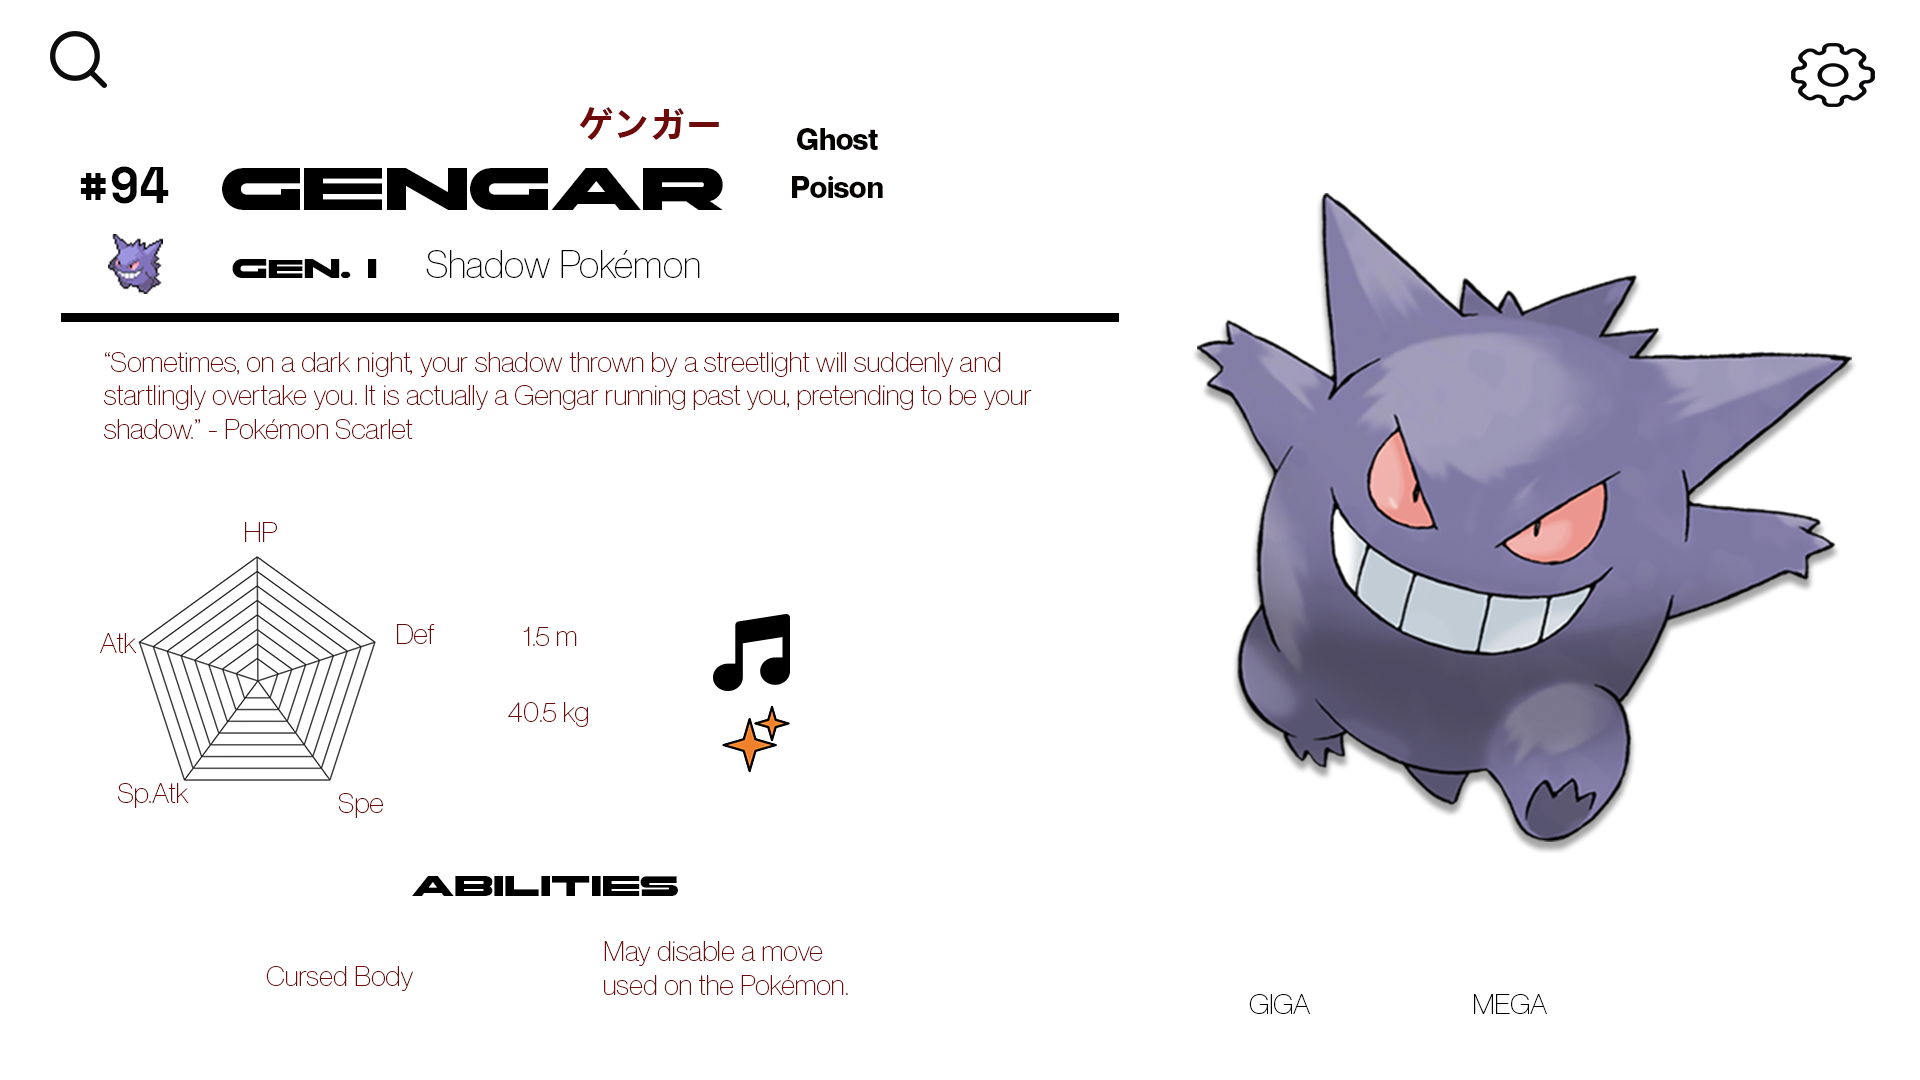 ゲンガー
#94
GENGAR
Ghost
Poison
GEN. I
Shadow Pokémon
“Sometimes, on a dark night, your shadow thrown by a streetlight will suddenly and
startlingly overtake you. It is actually a Gengar running past you, pretending to be your
shadow.” - Pokémon Scarlet
HP
Atk
Def
Sp.Atk
Spe
1.5 m
40.5 kg
ABILITIES
Cursed Body
May disable a move
used on the Pokémon.
GIGA
MEGA